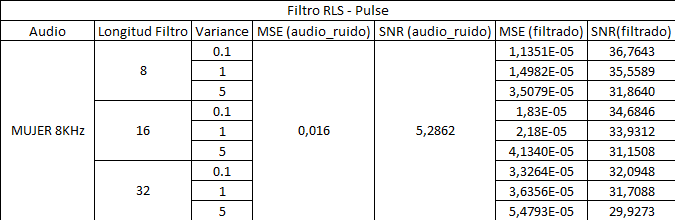 Filtro RLS - Pulse
Audio Longitud Filtro Variance MSE (audio_ruido) SNR (audio_ruido) MSE (filtrado) SNR(filtrado)
MUJER 8KHz 8 0.1 0,016 5,2862 1,1351E-05 36,7643
1 1,4982E-05 35,5589
5 3,5079E-05 31,8640
16 0.1 1,83E-05 34,6846
1 2,18E-05 33,9312
5 4,1340E-05 31,1508
32 0.1 3,3264E-05 32,0948
1 3,6356E-05 31,7088
5 5,4793E-05 29,9273